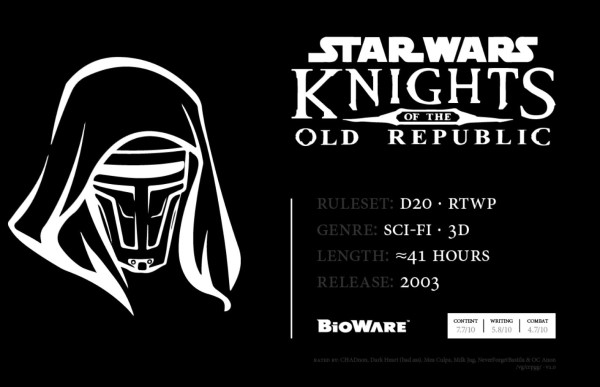 STAR WARS
KNIGHTS
OF THE
OLD REPUBLIC
RULESET: D20 · RTWP
GENRE: SCI-FI · 3D
LENGTH: ≈41 HOURS
RELEASE: 2003
BIOWARE™
CONTENT WRITING COMBAT
7.7/10 5.8/10 4.7/10